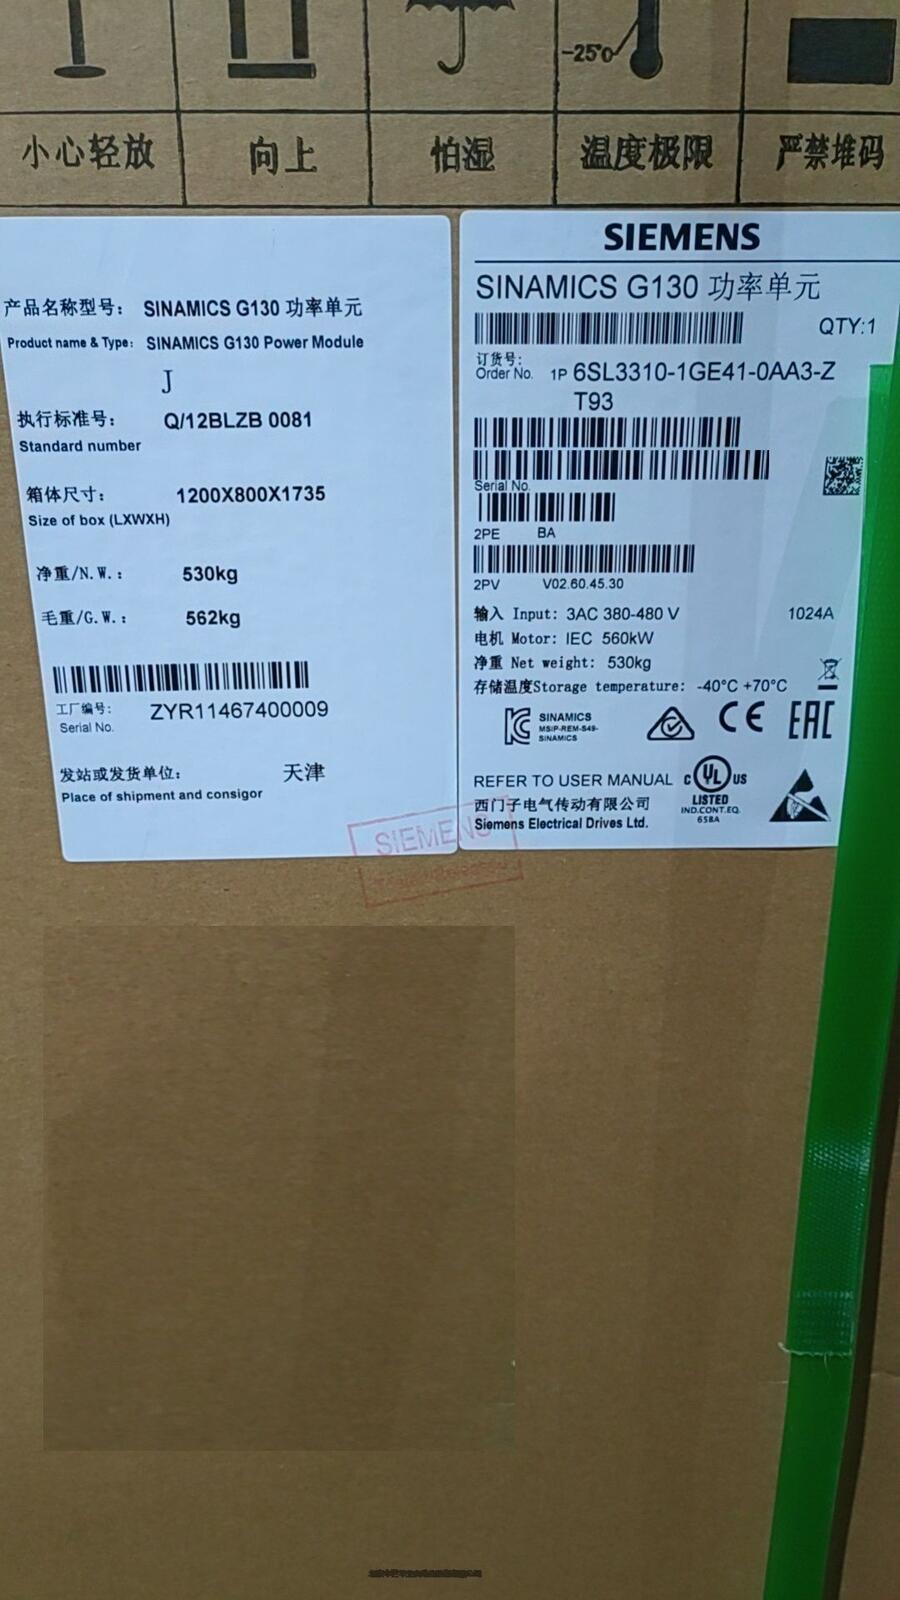 -25°
小心轻放
向上
怕湿
温度极限
严禁堆码
产品名称型号: SINAMICS G130 功率单元
Product name & Type: SINAMICS G130 Power Module
J
执行标准号: Q/12BLZB 0081
Standard number
箱体尺寸: 1200X800X1735
Size of box (LXWXH)
净重/N.W.: 530kg
毛重/G.W.: 562kg
工厂编号: ZYR11467400009
Serial No.
发站或发货单位: 天津
Place of shipment and consigor
SIEMENS
SINAMICS G130 功率单元
QTY:1
订货号:
Order No. 1P 6SL3310-1GE41-0AA3-Z
T93
Serial No.
2PE BA
2PV V02.60.45.30
输入 Input: 3AC 380-480 V 1024A
电机 Motor: IEC 560kW
净重 Net weight: 530kg
存储温度Storage temperature: -40°C +70°C
SINAMICS
MSIP-REM-S49-
SINAMICS
CE
EAC
REFER TO USER MANUAL
c UL US
LISTED
IND.CONT.EQ.
65BA
西门子电气传动有限公司
Siemens Electrical Drives Ltd.
SIEMENS